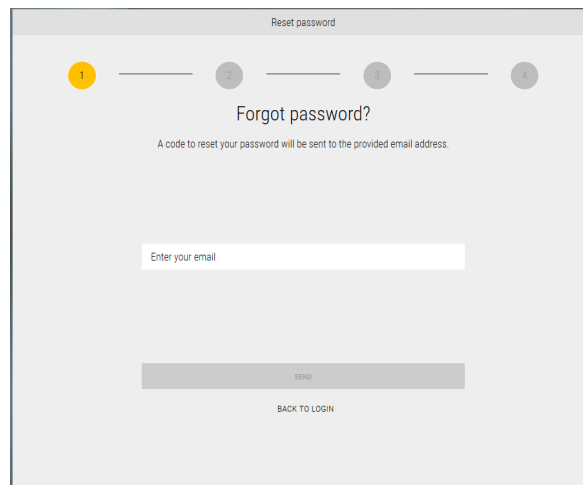 Reset password
1 2 3 4
Forgot password?
A code to reset your password will be sent to the provided email address.
Enter your email
SEND
BACK TO LOGIN